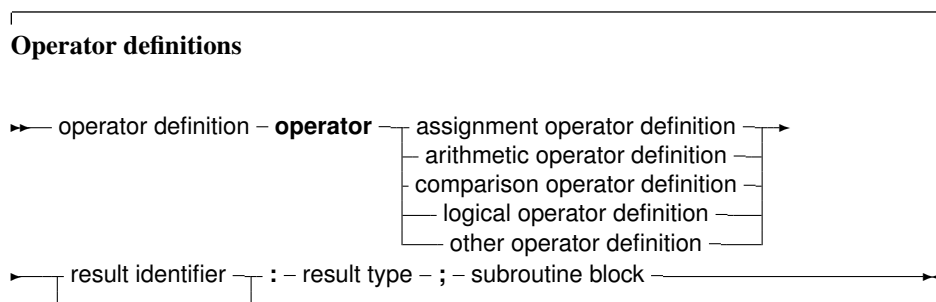 Operator definitions
operator definition – operator assignment operator definition
arithmetic operator definition
comparison operator definition
logical operator definition
other operator definition
result identifier : – result type – ; – subroutine block